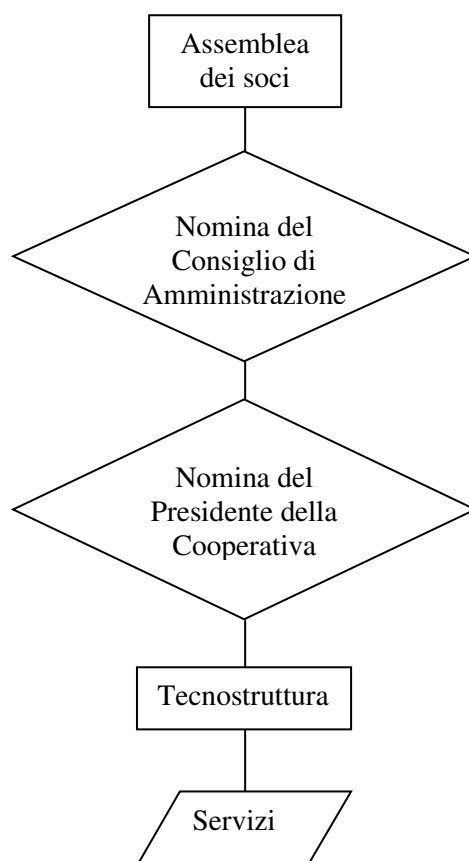 Assemblea
dei soci
Nomina del
Consiglio di
Amministrazione
Nomina del
Presidente della
Cooperativa
Tecnostruttura
Servizi